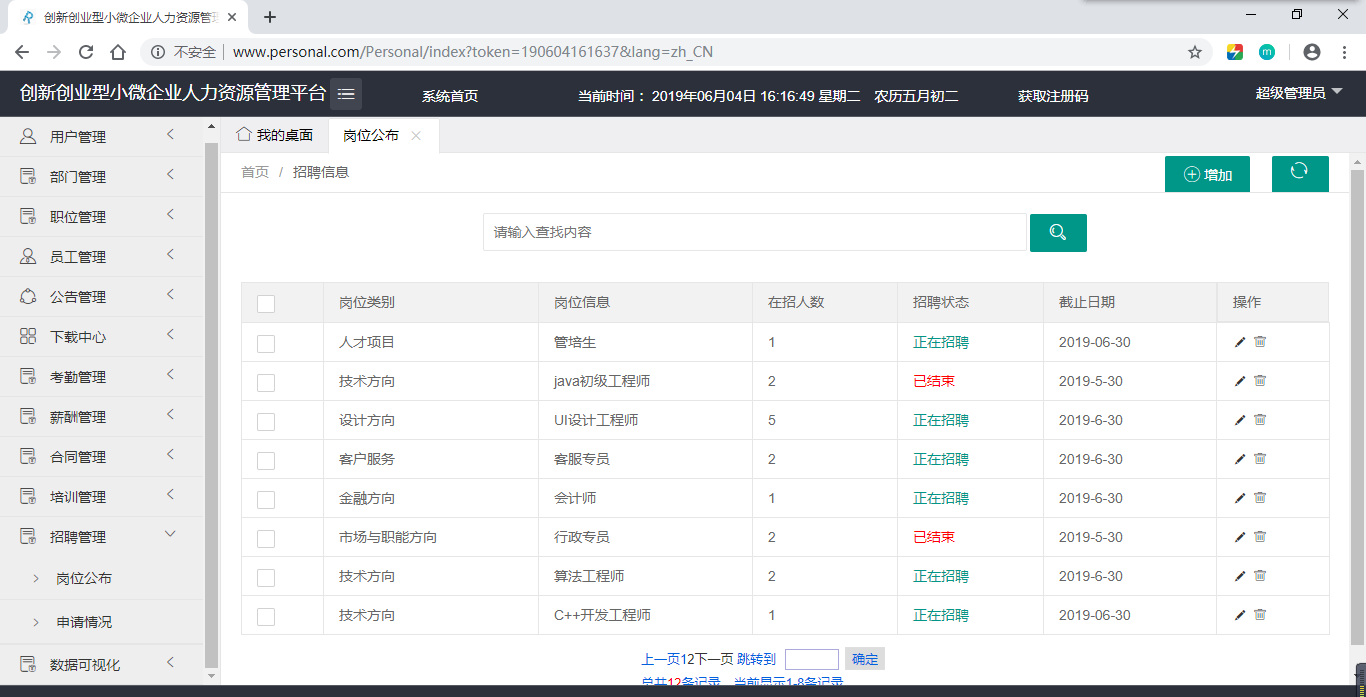 创新创业型小微企业人力资源管
不安全 www.personal.com/Personal/index?token=190604161637&lang=zh_CN
创新创业型小微企业人力资源管理平台 系统首页 当前时间：2019年06月04日 16:16:49 星期二 农历五月初二 获取注册码 超级管理员
用户管理
部门管理
职位管理
员工管理
公告管理
下载中心
考勤管理
薪酬管理
合同管理
培训管理
招聘管理
岗位公布
申请情况
数据可视化
我的桌面 岗位公布
首页 / 招聘信息 增加
请输入查找内容
岗位类别 岗位信息 在招人数 招聘状态 截止日期 操作
人才项目 管培生 1 正在招聘 2019-06-30
技术方向 java初级工程师 2 已结束 2019-5-30
设计方向 UI设计工程师 5 正在招聘 2019-6-30
客户服务 客服专员 2 正在招聘 2019-6-30
金融方向 会计师 1 正在招聘 2019-6-30
市场与职能方向 行政专员 2 已结束 2019-5-30
技术方向 算法工程师 2 正在招聘 2019-6-30
技术方向 C++开发工程师 1 正在招聘 2019-06-30
上一页12下一页 跳转到 确定
总共12条记录 当前显示1-8条记录